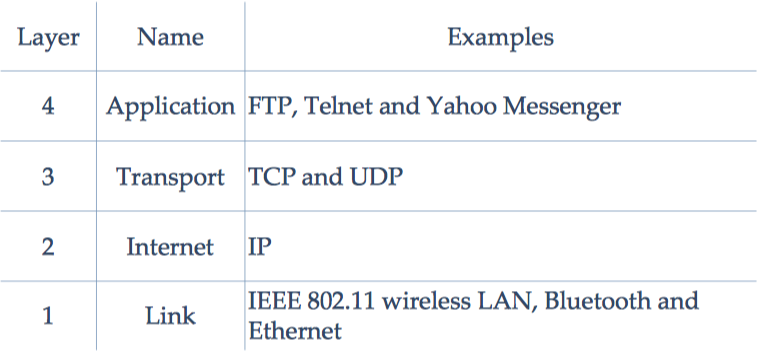 Layer Name Examples
4 Application FTP, Telnet and Yahoo Messenger
3 Transport TCP and UDP
2 Internet IP
1 Link IEEE 802.11 wireless LAN, Bluetooth and
Ethernet